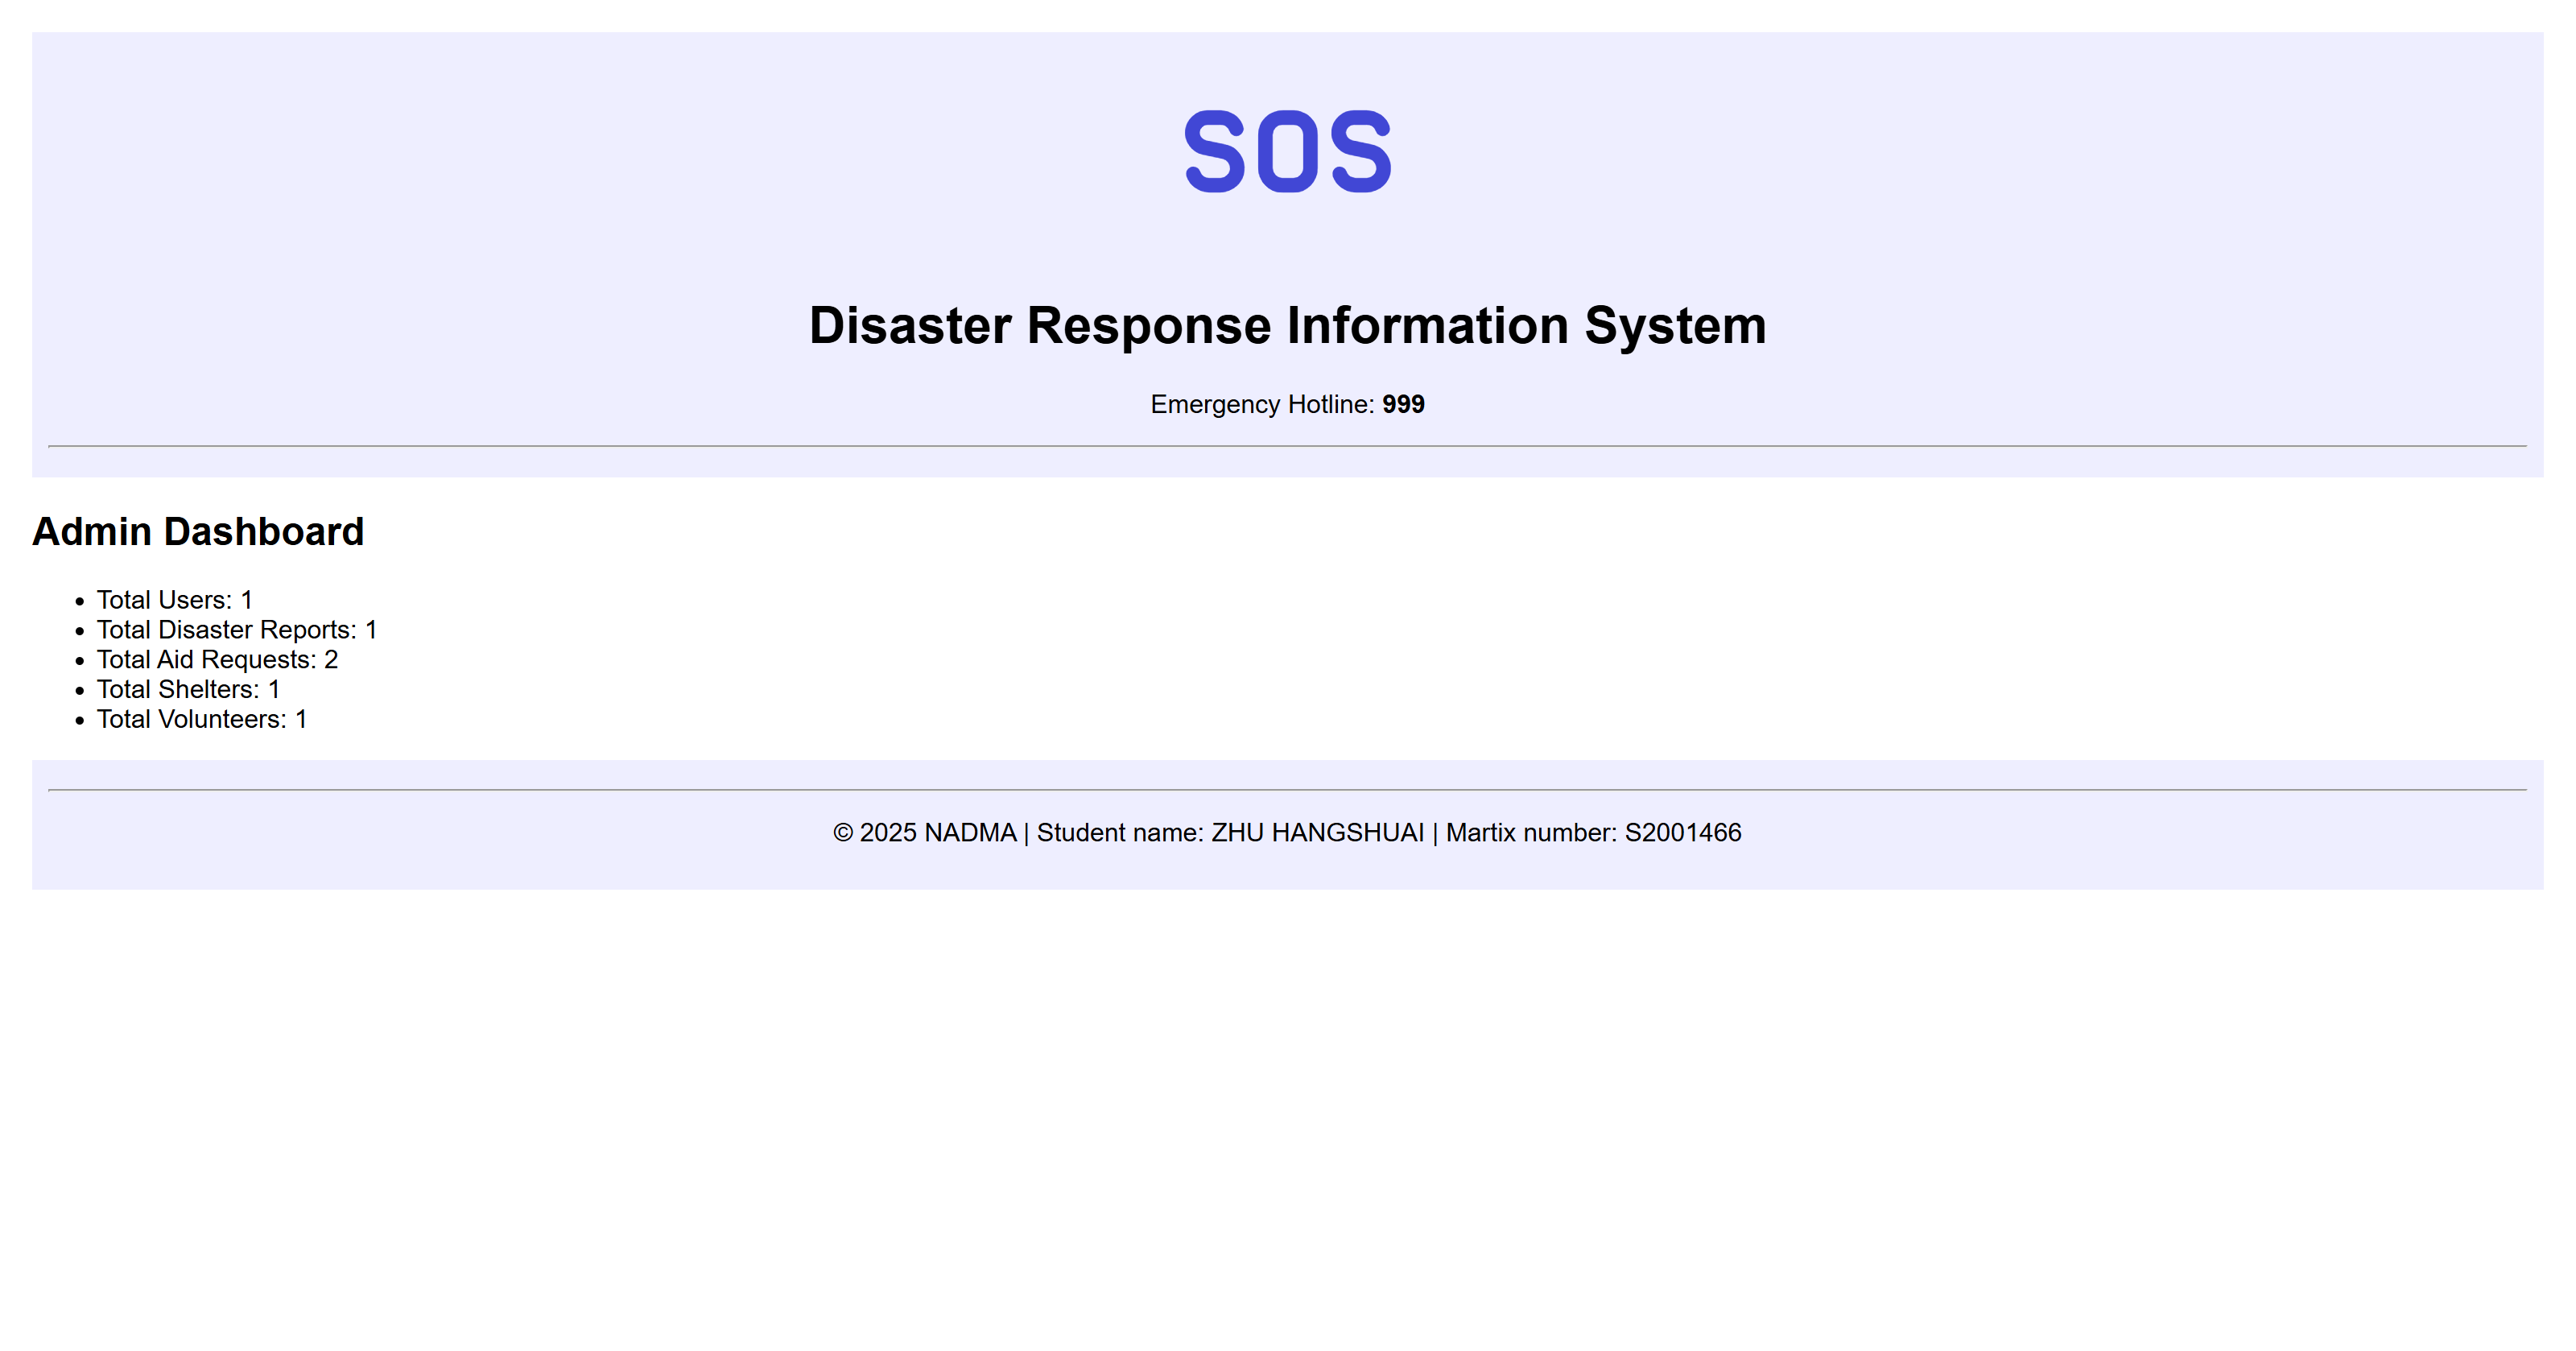 SOS
Disaster Response Information System
Emergency Hotline: 999
Admin Dashboard
• Total Users: 1
• Total Disaster Reports: 1
• Total Aid Requests: 2
• Total Shelters: 1
• Total Volunteers: 1
© 2025 NADMA | Student name: ZHU HANGSHUAI | Martix number: S2001466